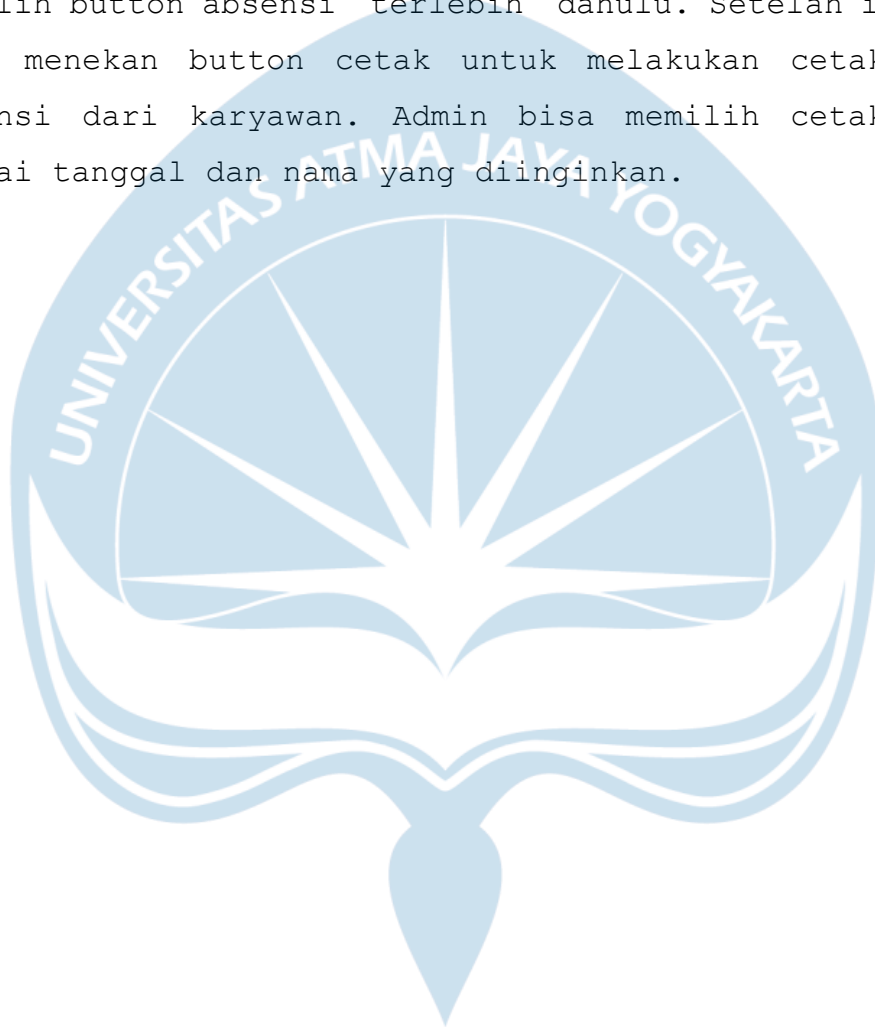 lih button absensi terlebih dahulu. Setelah i
menekan button cetak untuk melakukan cetak
nsi dari karyawan. Admin bisa memilih cetak
ai tanggal dan nama yang diinginkan.
UNIVERSITAS ATMA JAYA YOGYAKARTA